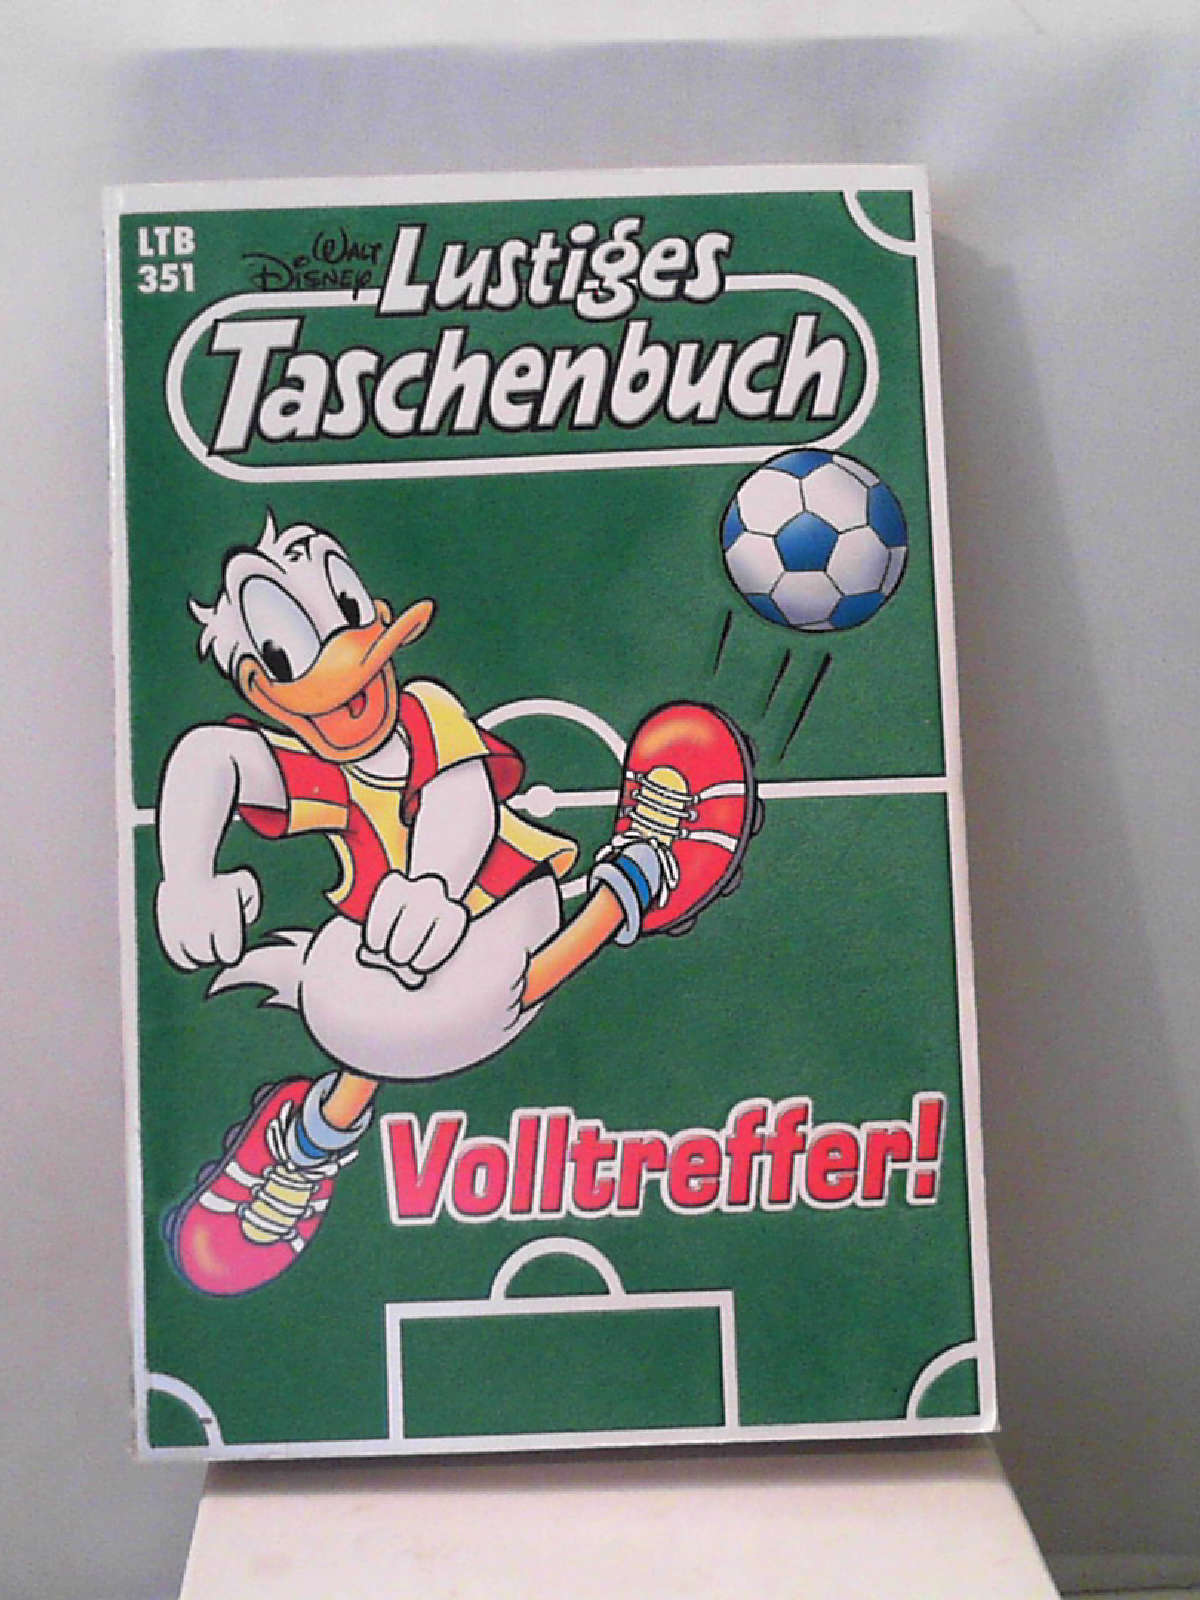 LTB
351
Walt
Disney
Lustiges
Taschenbuch
Volltreffer!